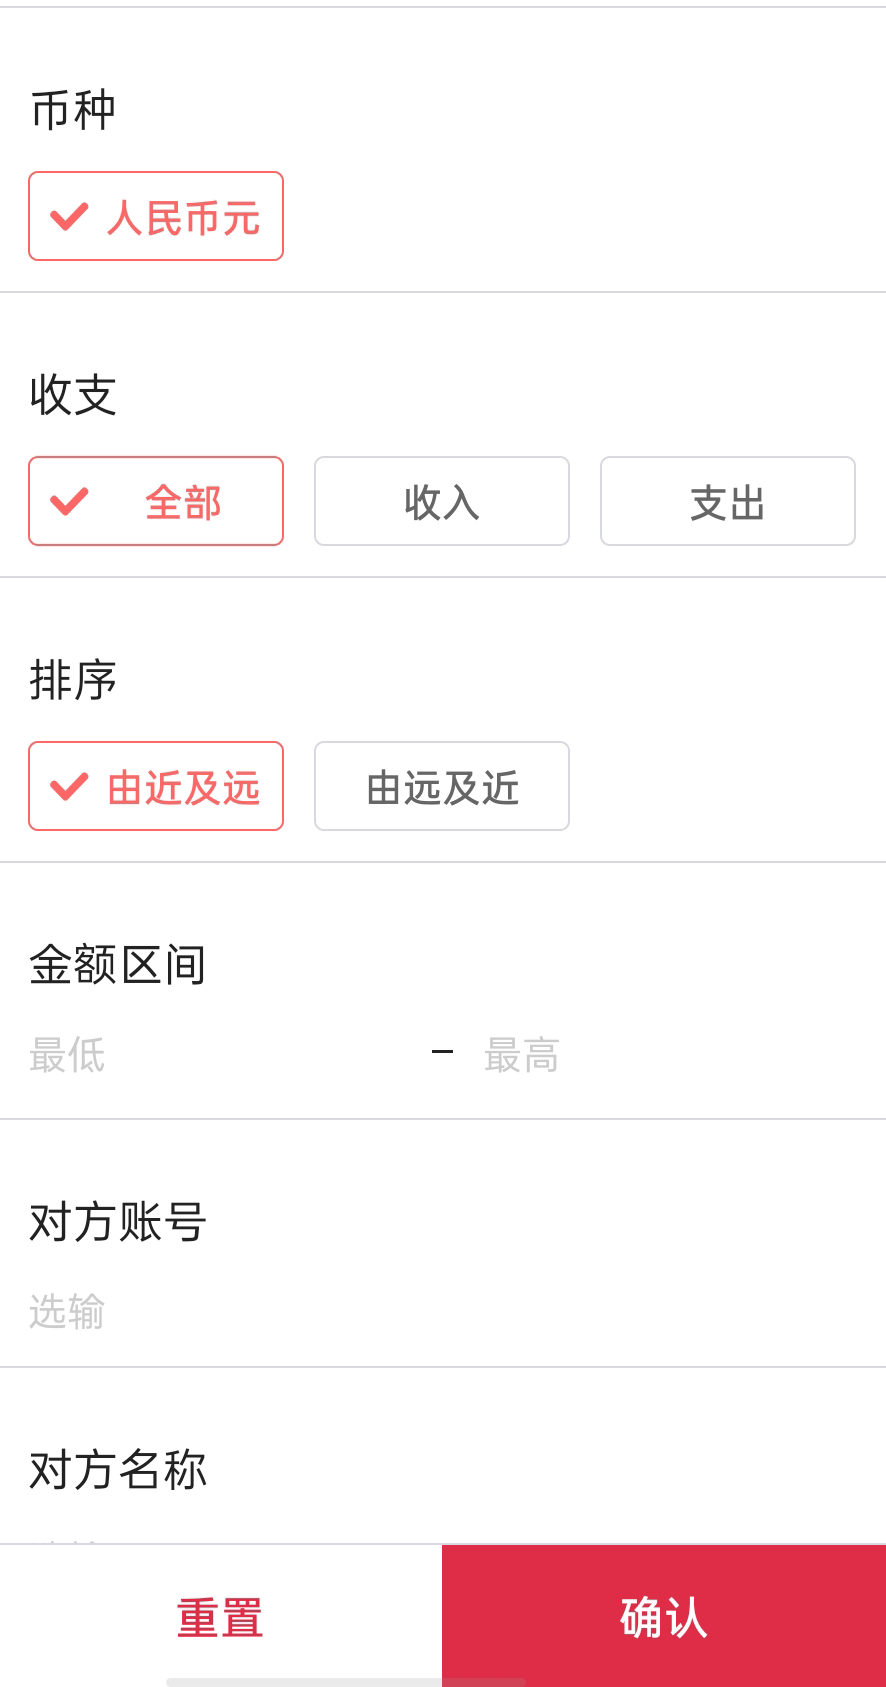 币种
人民币元
收支
全部 收入 支出
排序
由近及远 由远及近
金额区间
最低 - 最高
对方账号
选输
对方名称
重置 确认